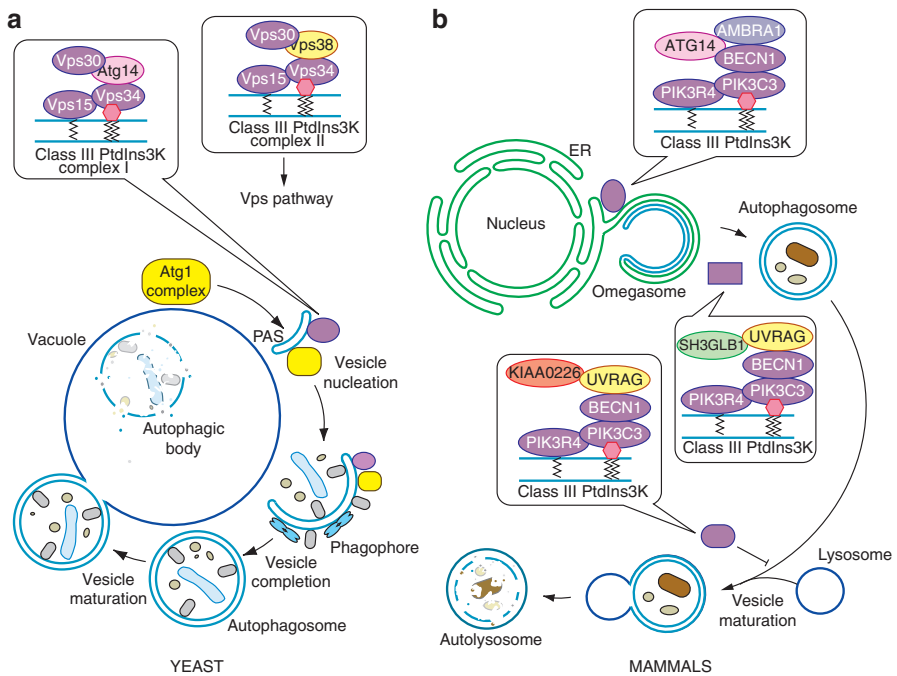 a
Vps30
Atg14
Vps15
Vps34
Class III PtdIns3K
complex I
Vps30
Vps38
Vps15
Vps34
Class III PtdIns3K
complex II
Vps pathway
Atg1
complex
PAS
Vacuole
Vesicle
nucleation
Autophagic
body
Phagophore
Vesicle
completion
Vesicle
maturation
Autophagosome
YEAST
b
AMBRA1
ATG14
BECN1
PIK3R4
PIK3C3
Class III PtdIns3K
ER
Nucleus
Omegasome
Autophagosome
SH3GLB1
UVRAG
BECN1
PIK3R4
PIK3C3
Class III PtdIns3K
KIAA0226
UVRAG
BECN1
PIK3R4
PIK3C3
Class III PtdIns3K
Lysosome
Vesicle
maturation
Autolysosome
MAMMALS